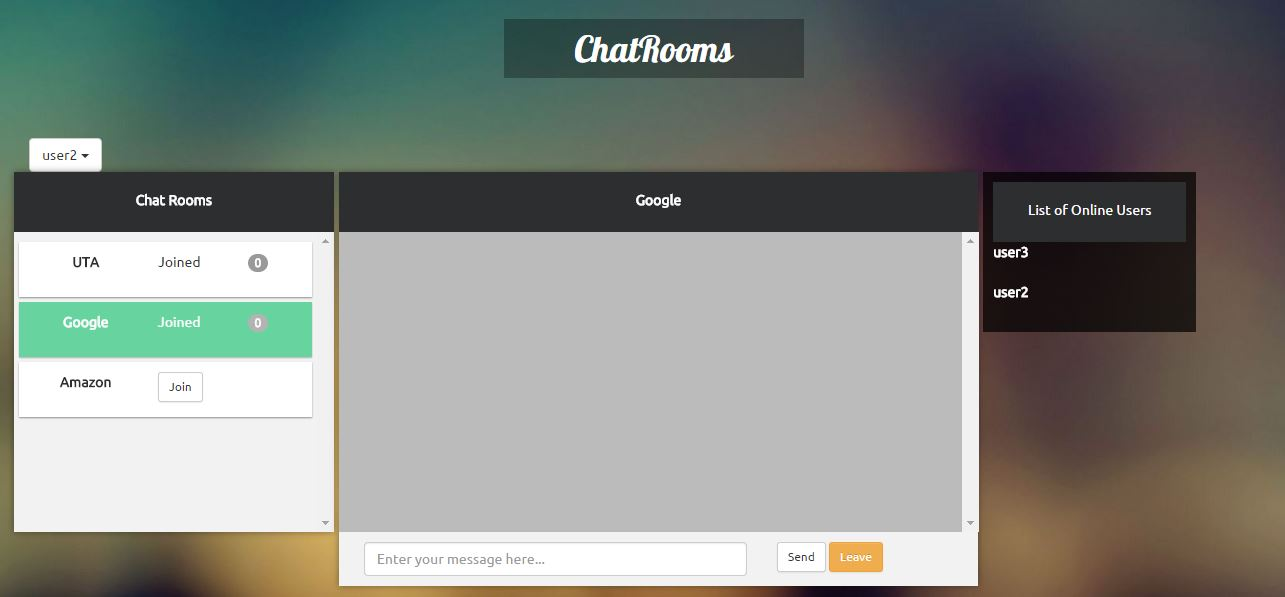 ChatRooms
user2
Chat Rooms
Google
List of Online Users
UTA Joined 0
Google Joined 0
Amazon Join
user3
user2
Enter your message here... Send Leave